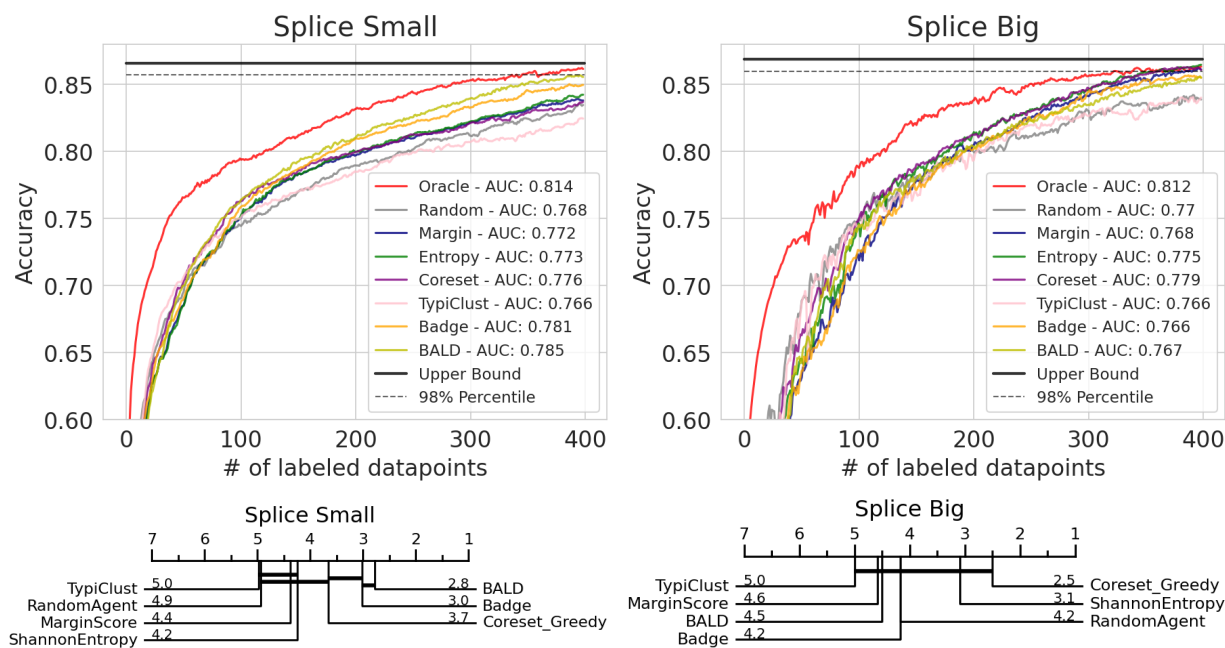 Splice Small
Accuracy
0.85
0.80
0.75
0.70
0.65
0.60
Oracle - AUC: 0.814
Random - AUC: 0.768
Margin - AUC: 0.772
Entropy - AUC: 0.773
Coreset - AUC: 0.776
TypiClust - AUC: 0.766
Badge - AUC: 0.781
BALD - AUC: 0.785
Upper Bound
98% Percentile
0 100 200 300 400
# of labeled datapoints
Splice Big
Accuracy
0.85
0.80
0.75
0.70
0.65
0.60
Oracle - AUC: 0.812
Random - AUC: 0.77
Margin - AUC: 0.768
Entropy - AUC: 0.775
Coreset - AUC: 0.779
TypiClust - AUC: 0.766
Badge - AUC: 0.766
BALD - AUC: 0.767
Upper Bound
98% Percentile
0 100 200 300 400
# of labeled datapoints
Splice Small
7 6 5 4 3 2 1
TypiClust 5.0 2.8 BALD
RandomAgent 4.9 3.0 Badge
MarginScore 4.4 3.7 Coreset_Greedy
ShannonEntropy 4.2
Splice Big
7 6 5 4 3 2 1
TypiClust 5.0 2.5 Coreset_Greedy
MarginScore 4.6 3.1 ShannonEntropy
BALD 4.5 4.2 RandomAgent
Badge 4.2